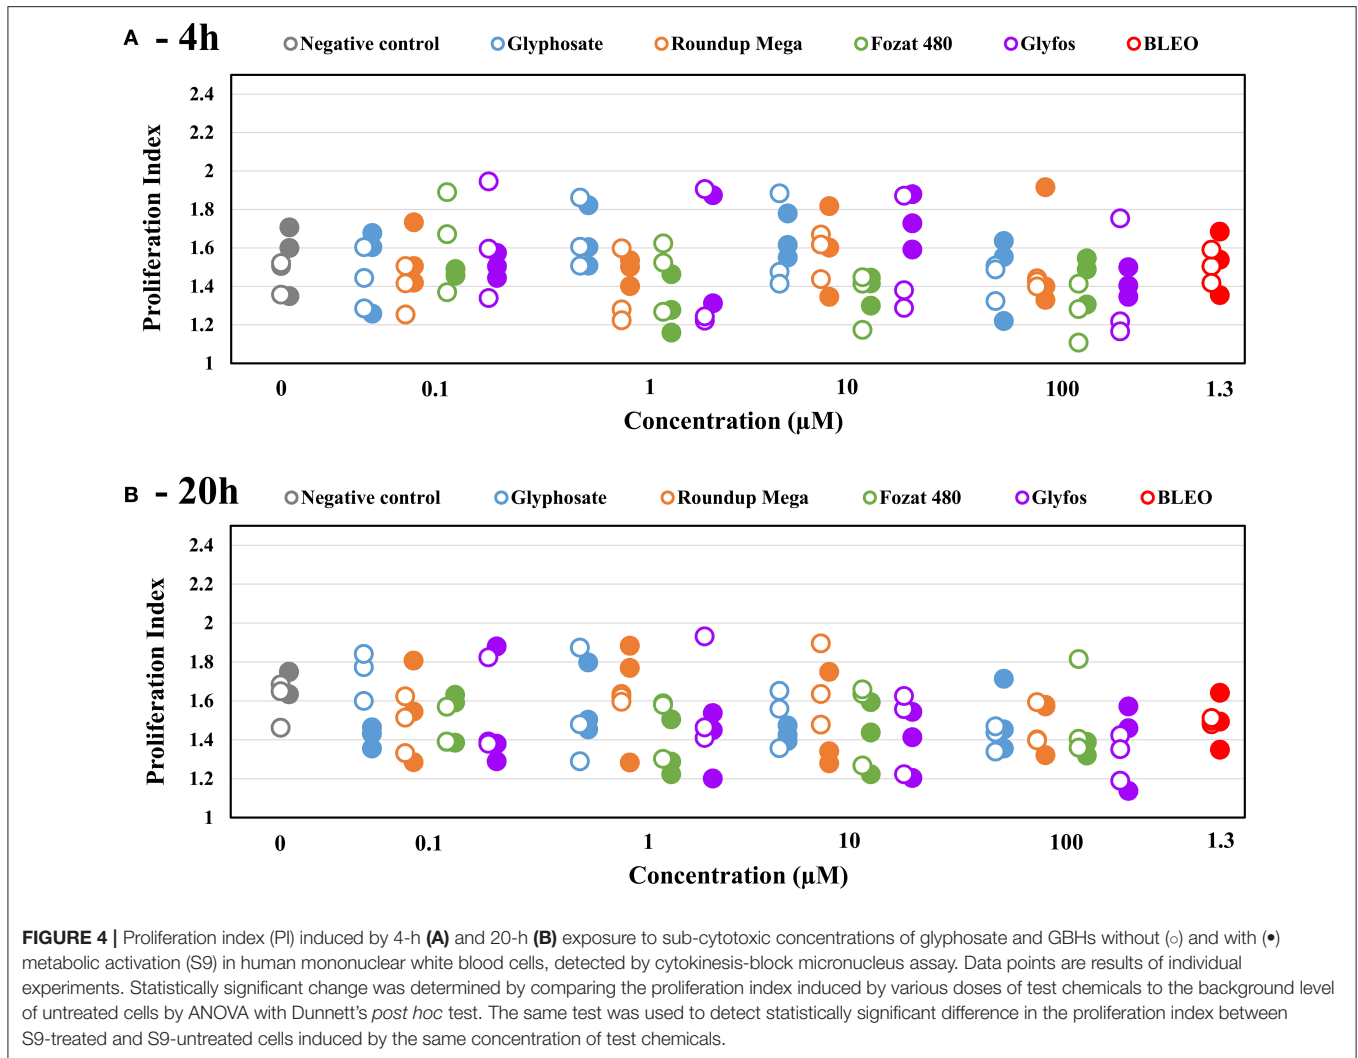 A - 4h
Negative control Glyphosate Roundup Mega Fozat 480 Glyfos BLEO
2.4
2.2
2
1.8
1.6
1.4
1.2
1
Proliferation Index
0 0.1 1 10 100 1.3
Concentration (µM)
B - 20h
Negative control Glyphosate Roundup Mega Fozat 480 Glyfos BLEO
2.4
2.2
2
1.8
1.6
1.4
1.2
1
Proliferation Index
0 0.1 1 10 100 1.3
Concentration (µM)
FIGURE 4 | Proliferation index (PI) induced by 4-h (A) and 20-h (B) exposure to sub-cytotoxic concentrations of glyphosate and GBHs without (○) and with (•)
metabolic activation (S9) in human mononuclear white blood cells, detected by cytokinesis-block micronucleus assay. Data points are results of individual
experiments. Statistically significant change was determined by comparing the proliferation index induced by various doses of test chemicals to the background level
of untreated cells by ANOVA with Dunnett's post hoc test. The same test was used to detect statistically significant difference in the proliferation index between
S9-treated and S9-untreated cells induced by the same concentration of test chemicals.